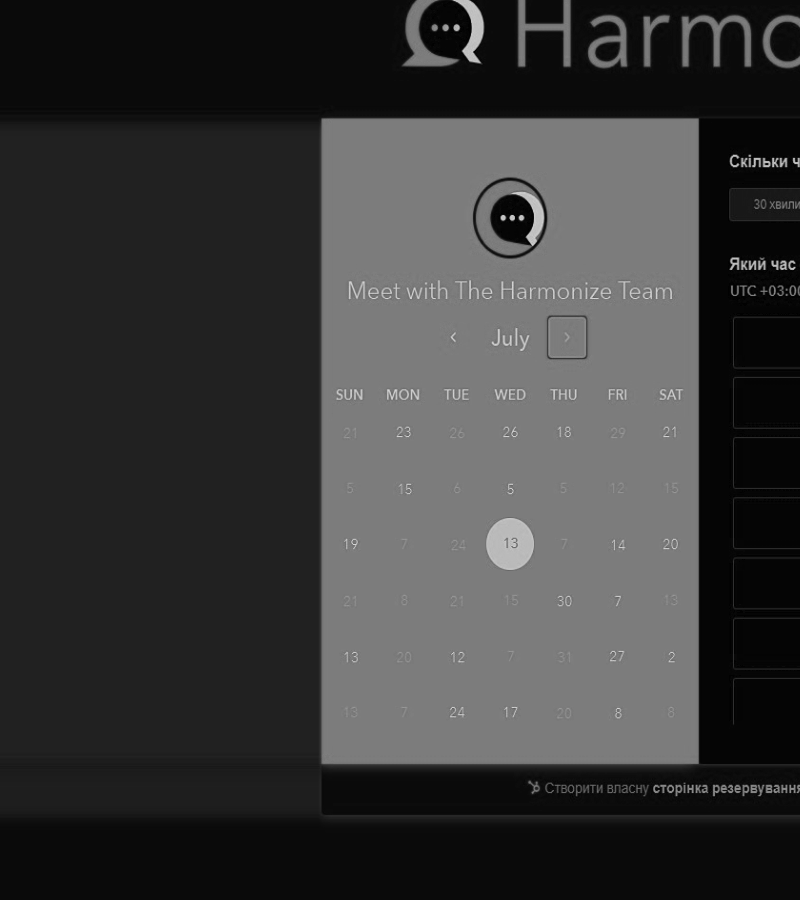 Harmo
Meet with The Harmonize Team
July
SUN MON TUE WED THU FRI SAT
21 23 26 26 18 29 21
5 15 6 5 5 12 15
19 7 24 13 7 14 20
21 8 21 15 30 7 13
13 20 12 7 31 27 2
13 7 24 17 20 8 8
Скільки ч
30 хвили
Який час
UTC +03:00
Створити власну сторінка резервування